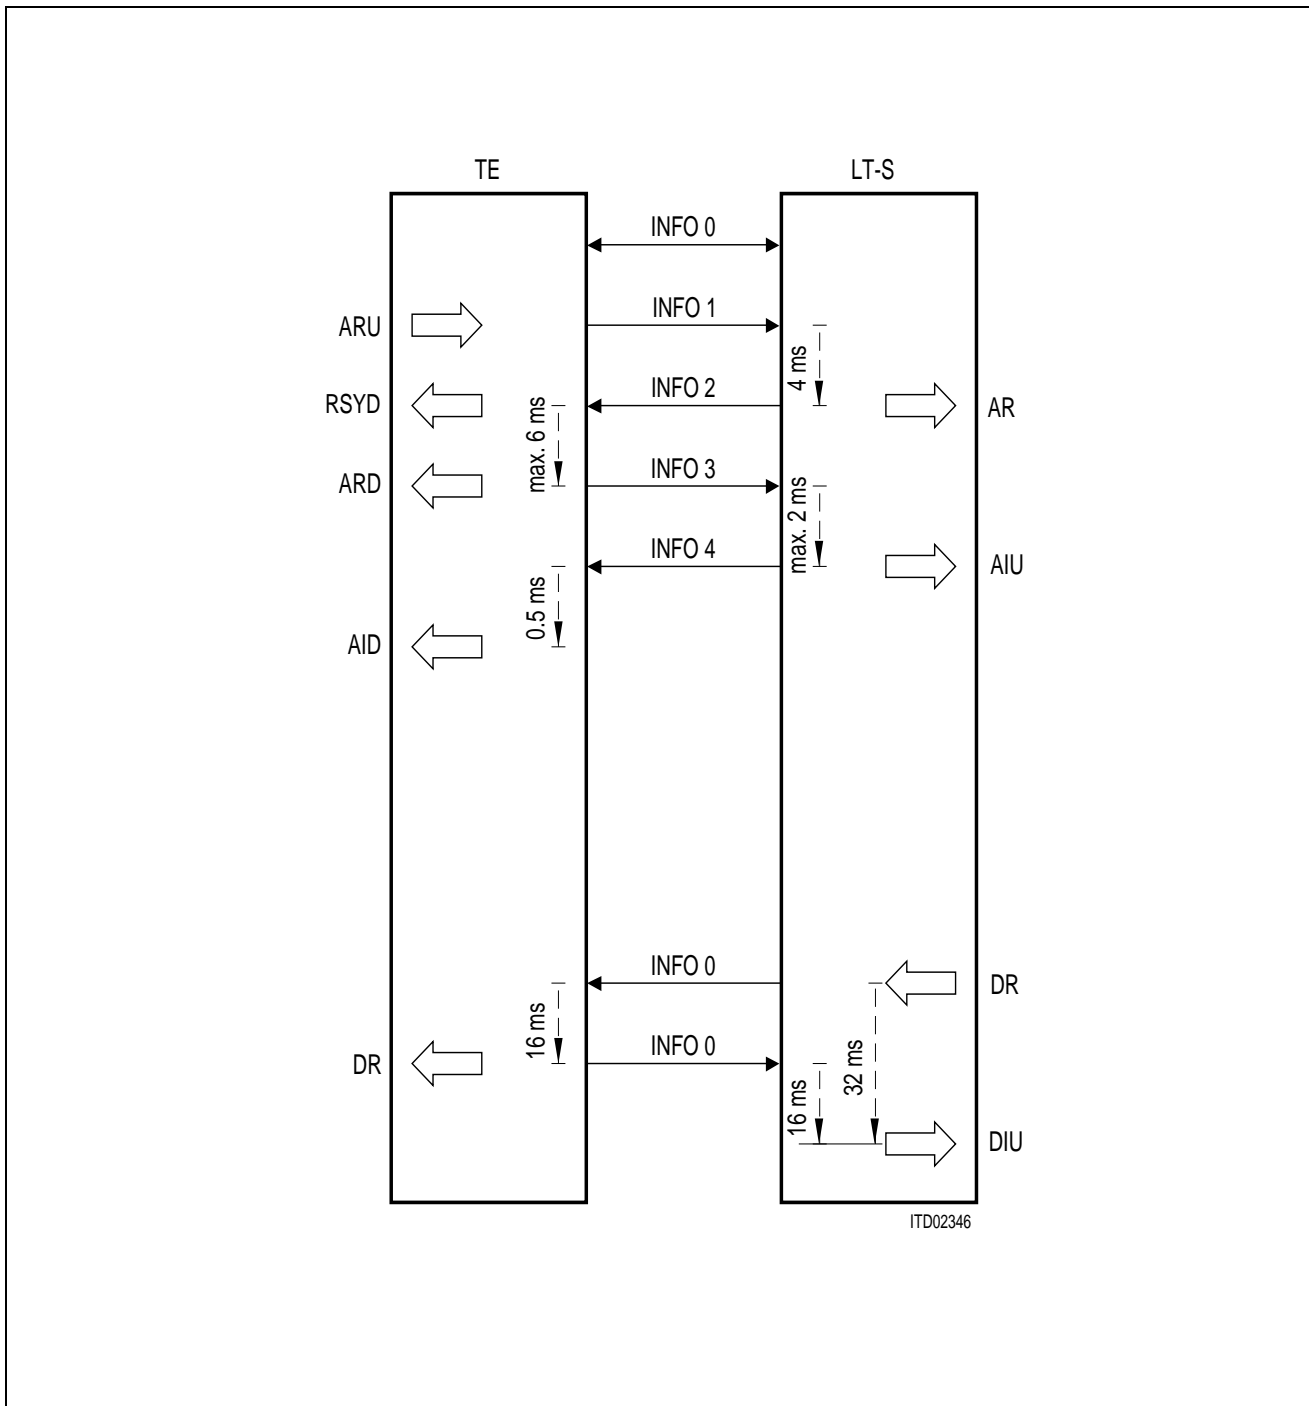 TE LT-S
INFO 0
ARU INFO 1
4 ms
RSYD INFO 2 AR
max. 6 ms
ARD INFO 3
max. 2 ms
INFO 4 AIU
0.5 ms
AID
INFO 0 DR
16 ms
DR INFO 0
32 ms
16 ms
DIU
ITD02346